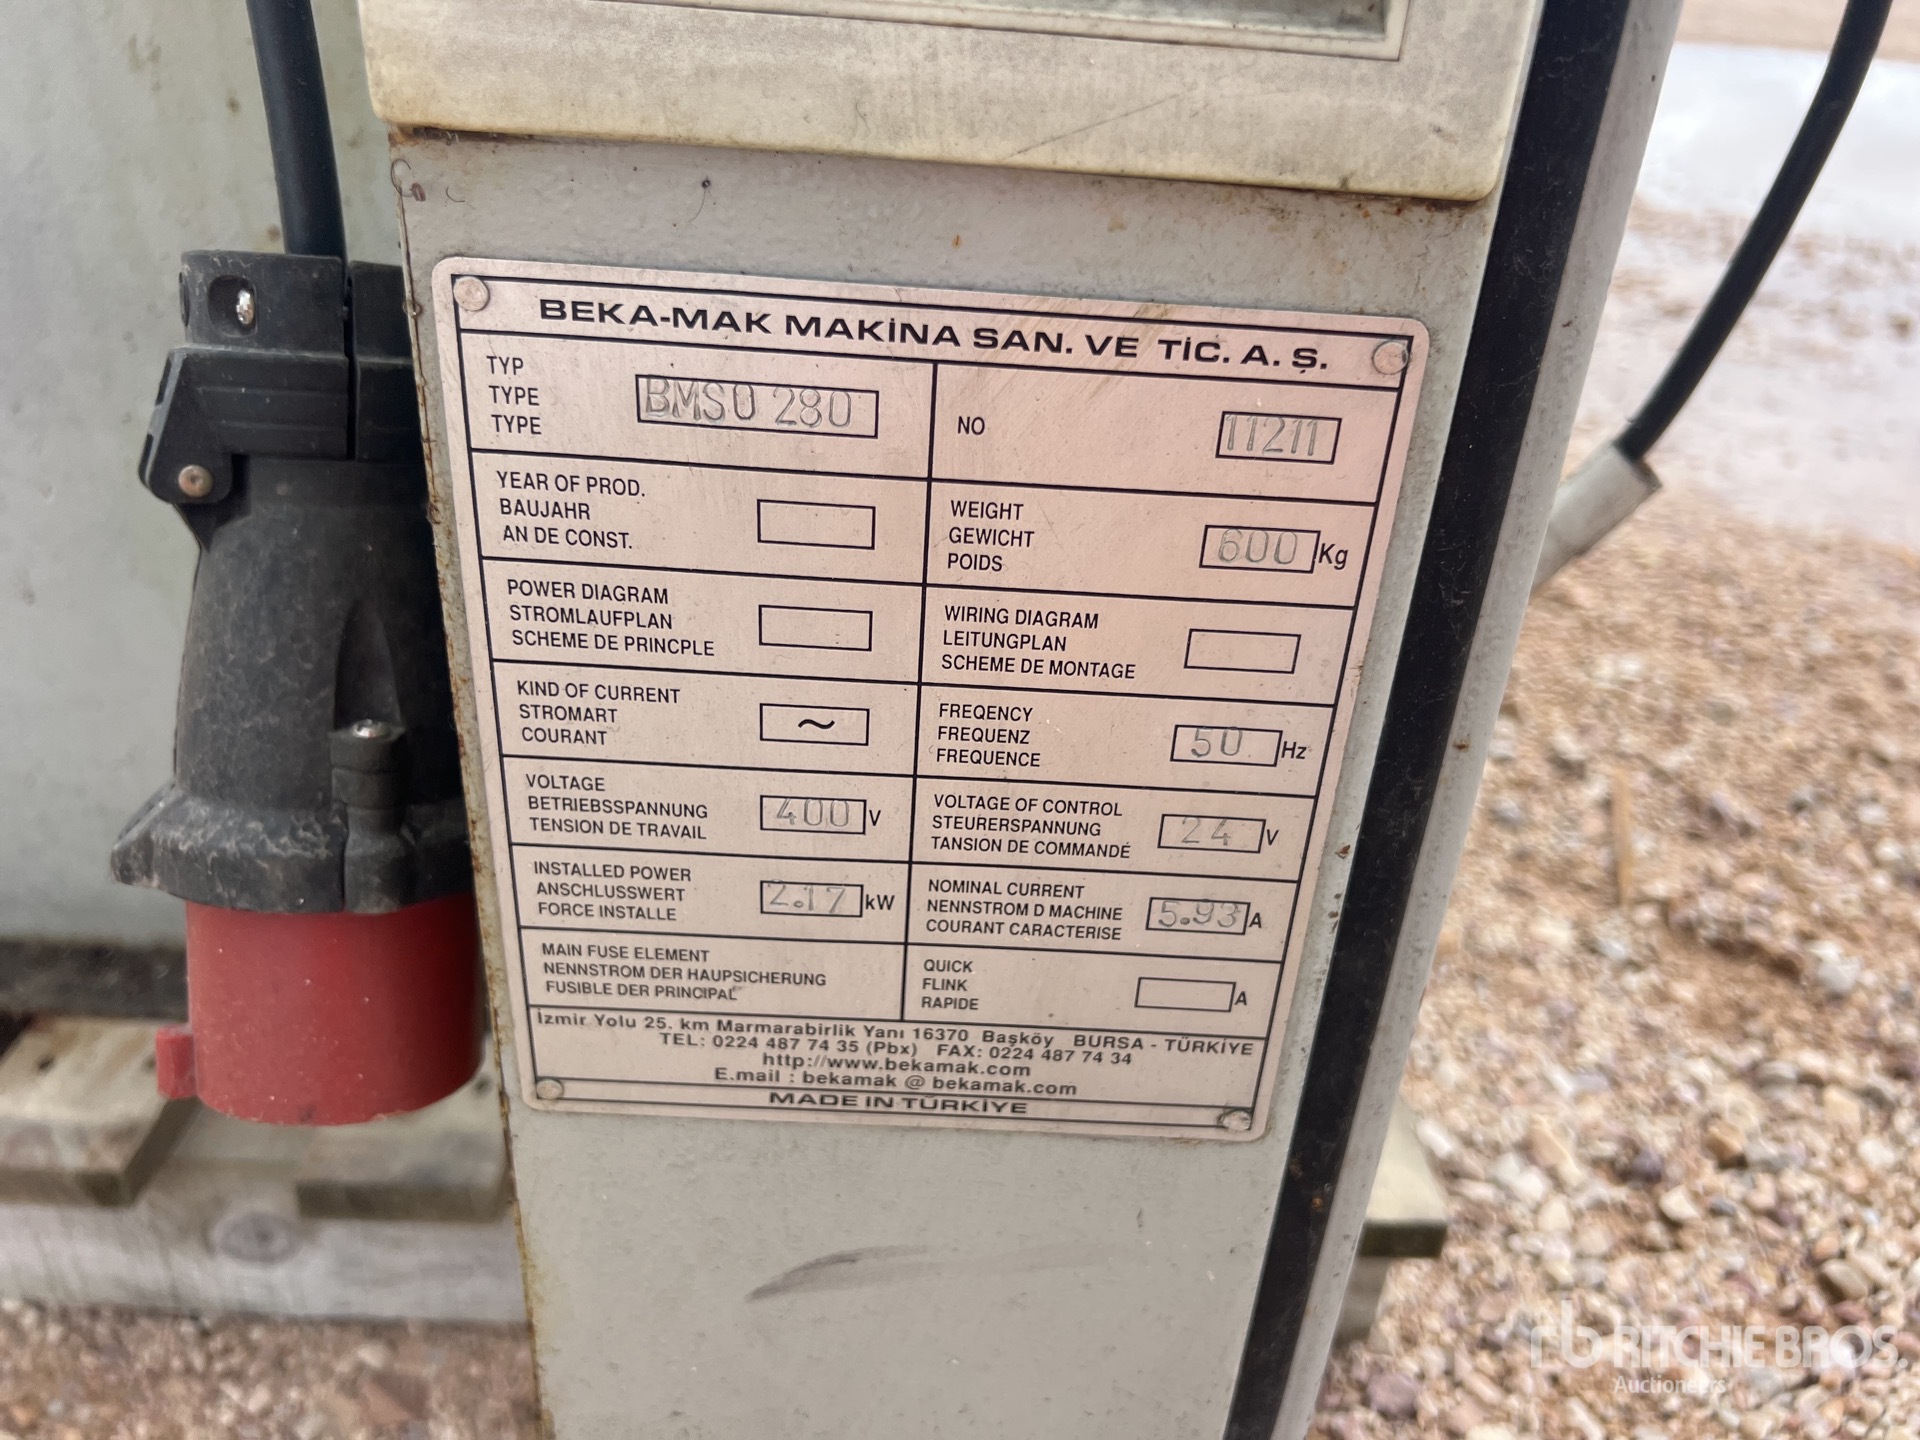 BEKA-MAK MAKİNA SAN. VE TİC. A. Ş.
TYP
TYPE
TYPE
BMSO 280
NO
11211
YEAR OF PROD.
BAUJAHR
AN DE CONST.
WEIGHT
GEWICHT
POIDS
600 Kg
POWER DIAGRAM
STROMLAUFPLAN
SCHEME DE PRINCPLE
WIRING DIAGRAM
LEITUNGPLAN
SCHEME DE MONTAGE
KIND OF CURRENT
STROMART
COURANT
~
FREQENCY
FREQUENZ
FREQUENCE
50 Hz
VOLTAGE
BETRIEBSSPANNUNG
TENSION DE TRAVAIL
400 V
VOLTAGE OF CONTROL
STEURERSPANNUNG
TANSION DE COMMANDÉ
24 V
INSTALLED POWER
ANSCHLUSSWERT
FORCE INSTALLE
2.17 kW
NOMINAL CURRENT
NENNSTROM D MACHINE
COURANT CARACTERISE
5.93 A
MAIN FUSE ELEMENT
NENNSTROM DER HAUPSICHERUNG
FUSIBLE DER PRINCIPAL
QUICK
FLINK
RAPIDE
A
İzmir Yolu 25. km Marmarabirlik Yanı 16370 Başköy BURSA - TÜRKİYE
TEL: 0224 487 74 35 (Pbx) FAX: 0224 487 74 34
http://www.bekamak.com
E.mail : bekamak @ bekamak.com
MADE IN TÜRKİYE
rb RITCHIE BROS.
Auctioneers